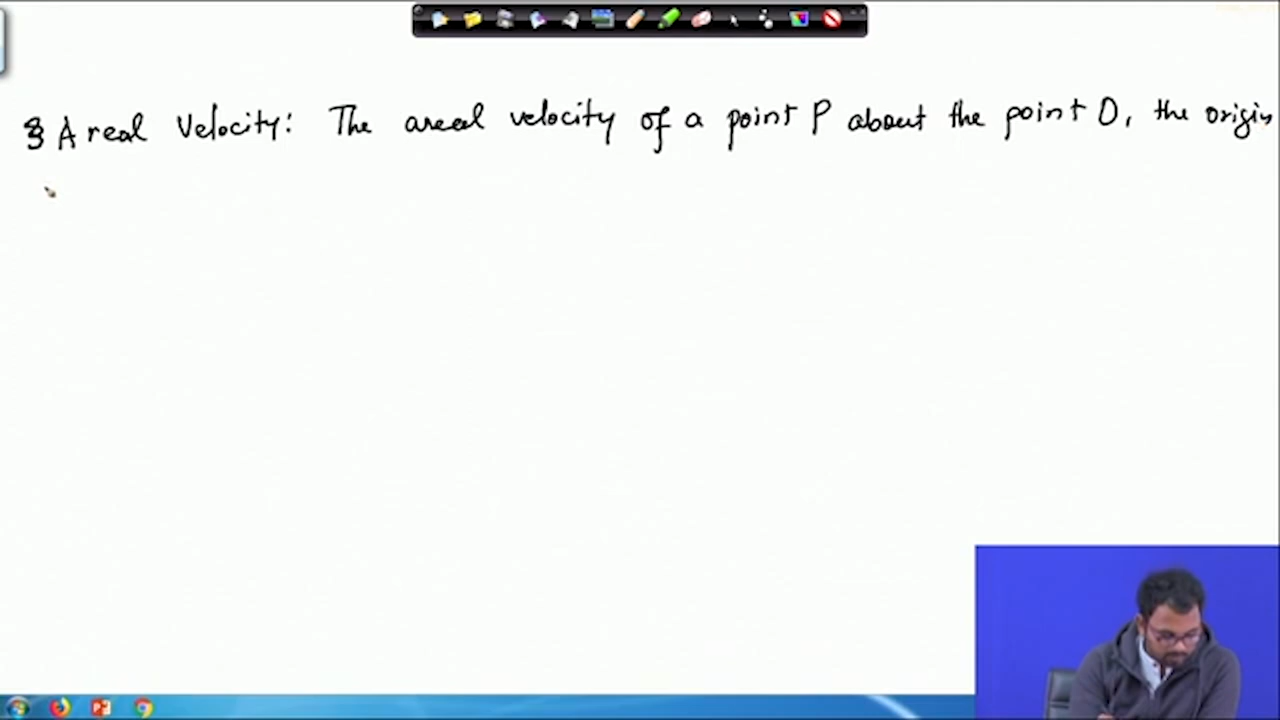 § Areal Velocity: The areal velocity of a point P about the point O, the origin